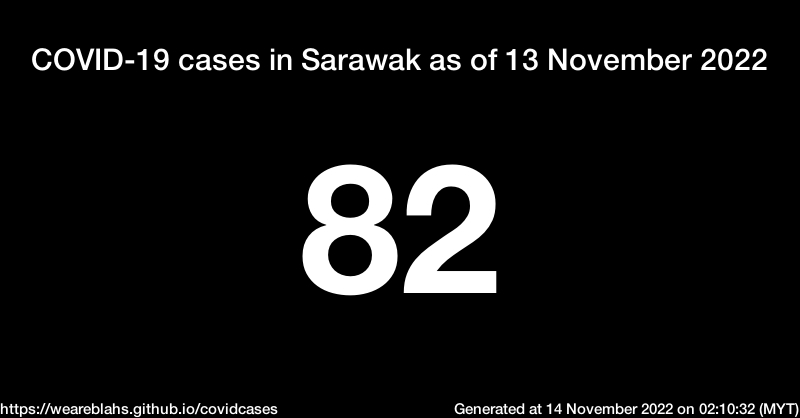 COVID-19 cases in Sarawak as of 13 November 2022
82
https://weareblahs.github.io/covidcases
Generated at 14 November 2022 on 02:10:32 (MYT)